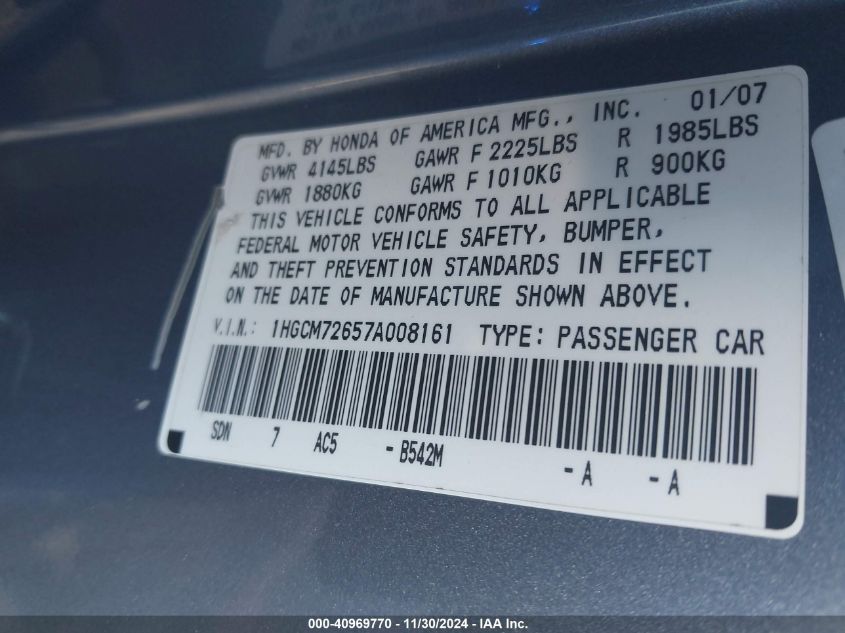 MFD. BY HONDA OF AMERICA MFG., INC. 01/07
GVWR 4145LBS GAWR F 2225LBS R 1985LBS
GVWR 1880KG GAWR F 1010KG R 900KG
THIS VEHICLE CONFORMS TO ALL APPLICABLE
FEDERAL MOTOR VEHICLE SAFETY, BUMPER,
AND THEFT PREVENTION STANDARDS IN EFFECT
ON THE DATE OF MANUFACTURE SHOWN ABOVE.
V.I.N.: 1HGCM72657A008161 TYPE: PASSENGER CAR
SDN 7 AC5 -B542M -A -A
000-40969770 - 11/30/2024 - IAA Inc.